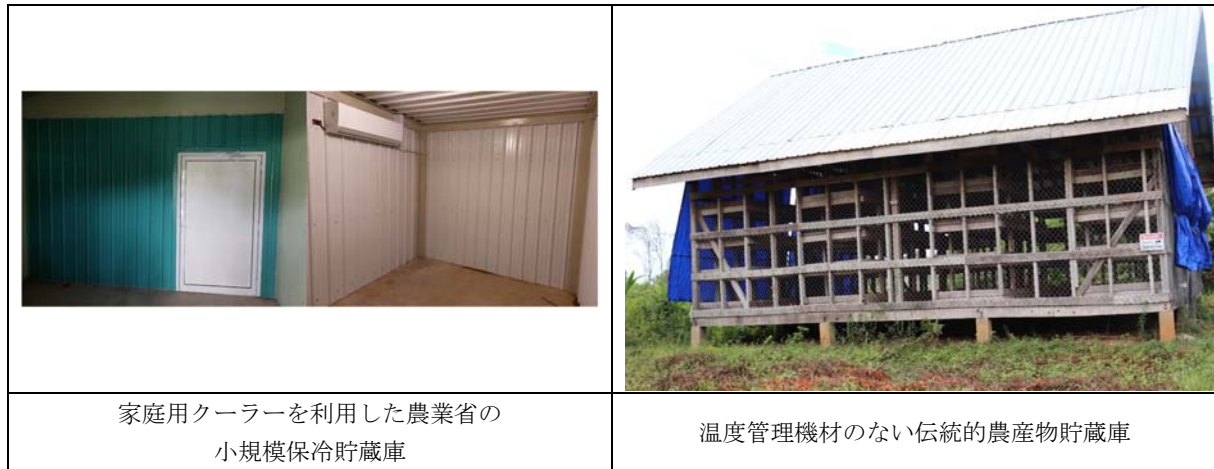 家庭用クーラーを利用した農業省の
小規模保冷貯蔵庫
温度管理機材のない伝統的農産物貯蔵庫